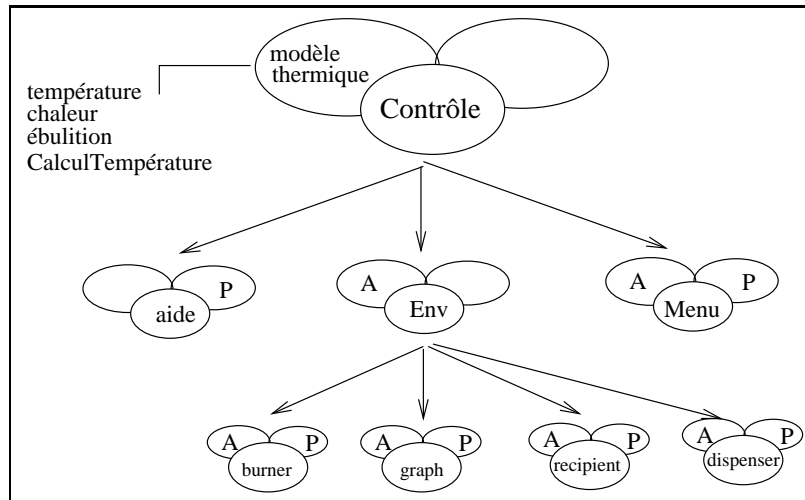 modèle
thermique
Contrôle
température
chaleur
ébulition
CalculTempérature
P
aide
A
Env
A
P
Menu
A
P
burner
A
P
graph
A
P
recipient
A
P
dispenser